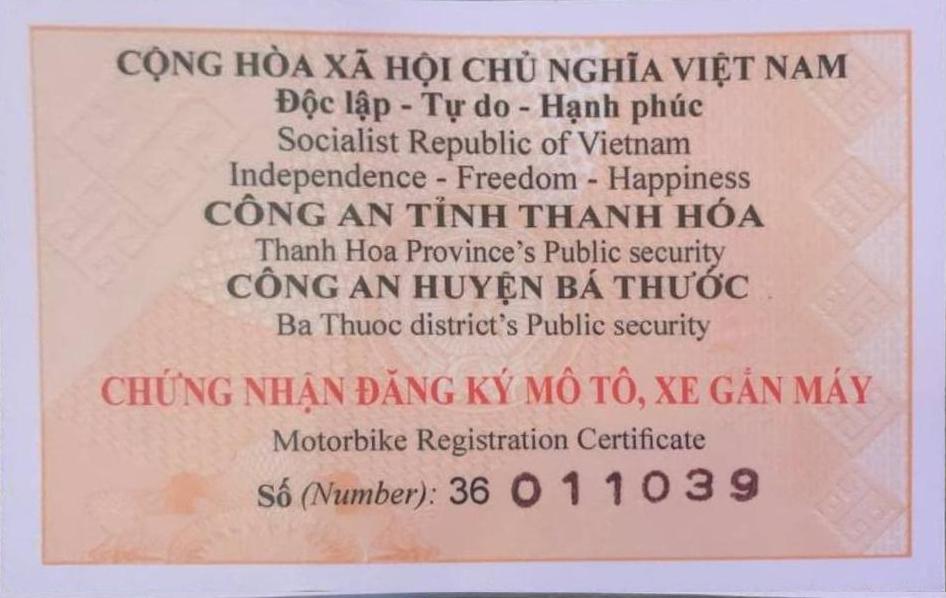 CỘNG HÒA XÃ HỘI CHỦ NGHĨA VIỆT NAM
Độc lập - Tự do - Hạnh phúc
Socialist Republic of Vietnam
Independence - Freedom - Happiness
CÔNG AN TỈNH THANH HÓA
Thanh Hoa Province's Public security
CÔNG AN HUYỆN BÁ THƯỚC
Ba Thuoc district's Public security
CHỨNG NHẬN ĐĂNG KÝ MÔ TÔ, XE GẮN MÁY
Motorbike Registration Certificate
Số (Number): 36 011039